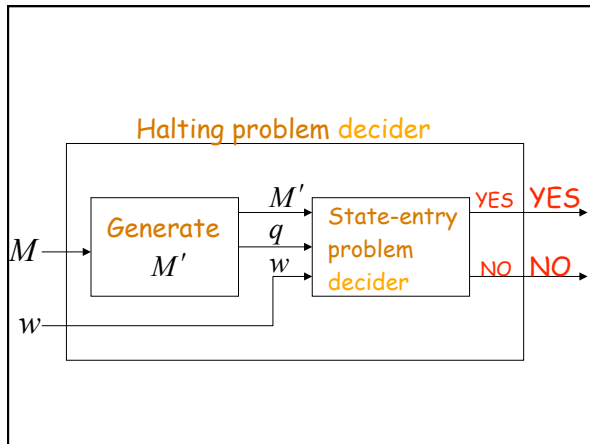 Halting problem decider
M′
Generate
M′
q
w
State-entry
problem
decider
YES YES
NO NO
M
w